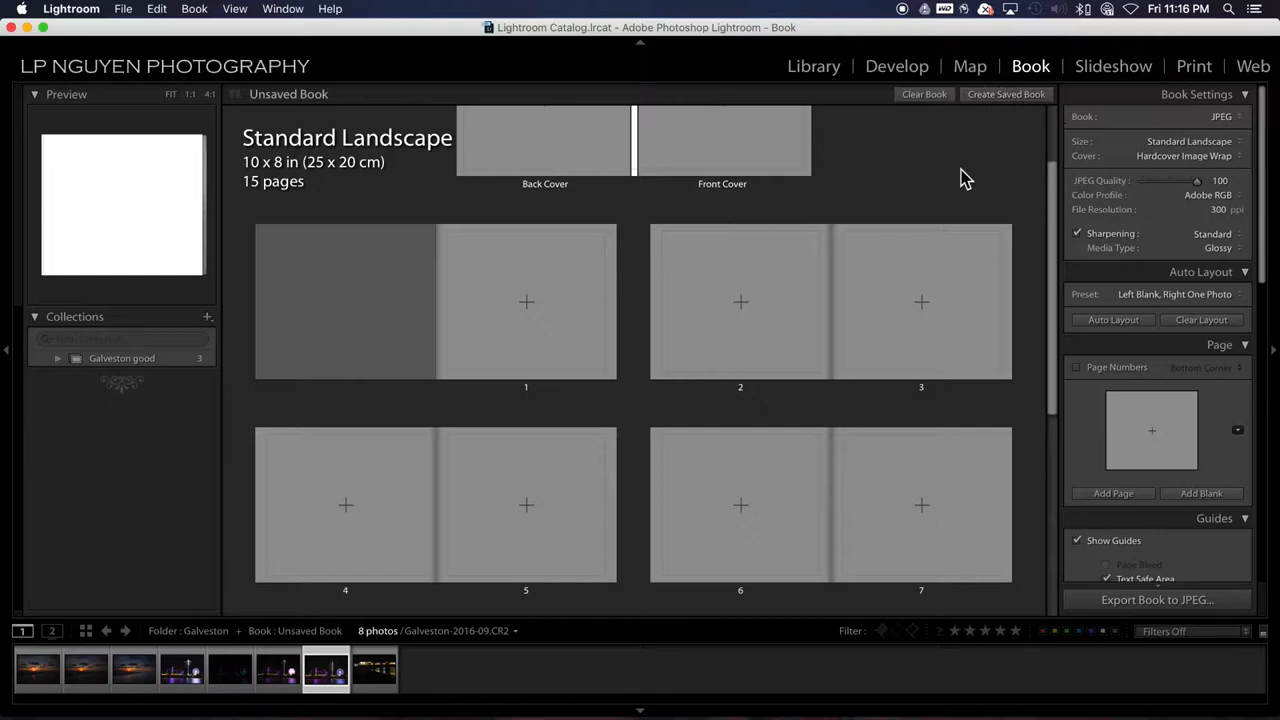 Lightroom File Edit Book View Window Help Fri 11:16 PM
Lightroom Catalog.lrcat - Adobe Photoshop Lightroom - Book
LP NGUYEN PHOTOGRAPHY
Library | Develop | Map | Book | Slideshow | Print | Web
Preview FIT 1:1 4:1
Collections
Galveston good 3
Unsaved Book
Clear Book Create Saved Book
Standard Landscape
10 x 8 in (25 x 20 cm)
15 pages
Back Cover Front Cover
1 2 3
4 5 6 7
Book Settings
Book : JPEG
Size : Standard Landscape
Cover : Hardcover Image Wrap
JPEG Quality : 100
Color Profile : Adobe RGB
File Resolution : 300 ppi
Sharpening : Standard
Media Type : Glossy
Auto Layout
Preset: Left Blank, Right One Photo
Auto Layout Clear Layout
Page
Page Numbers Bottom Corner
Add Page Add Blank
Guides
Show Guides
Page Bleed
Text Safe Area
Export Book to JPEG...
1 2 Folder : Galveston + Book : Unsaved Book 8 photos /Galveston-2016-09.CR2 Filter : Filters Off